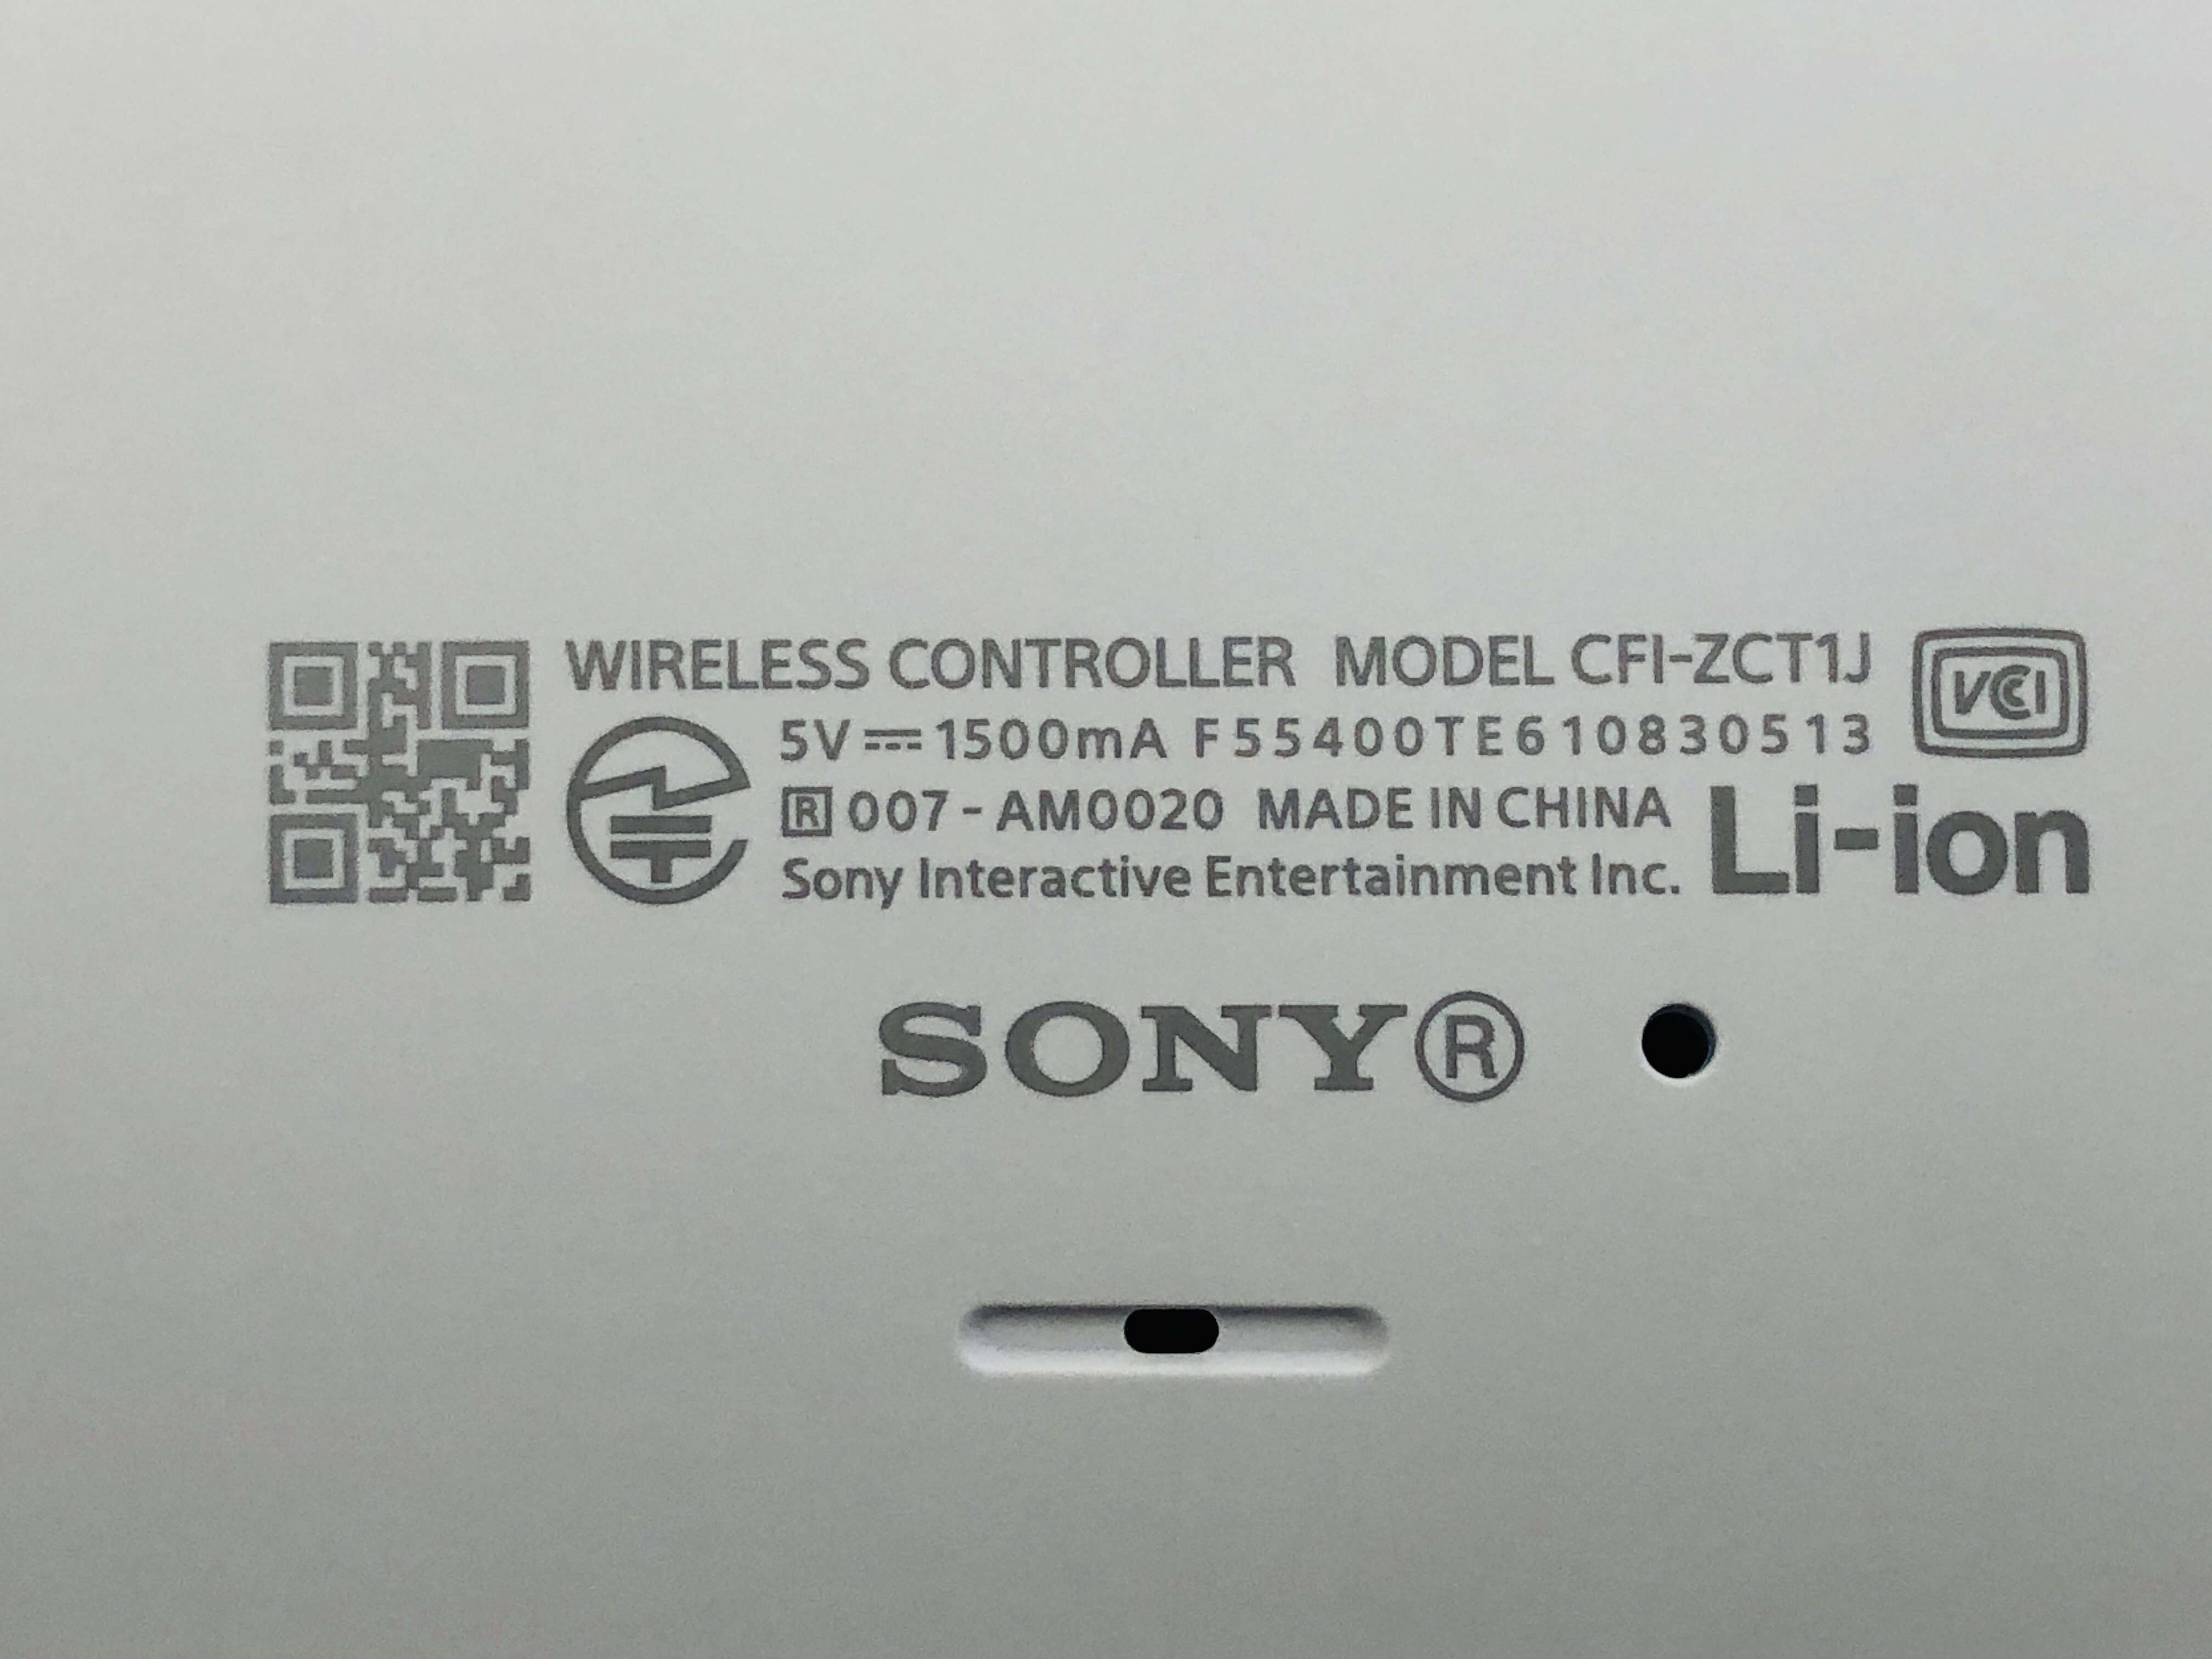 WIRELESS CONTROLLER MODEL CFI-ZCT1J
VCCI
5V⎓1500mA F55400TE610830513
R 007-AM0020 MADE IN CHINA
Li-ion
Sony Interactive Entertainment Inc.
SONY®